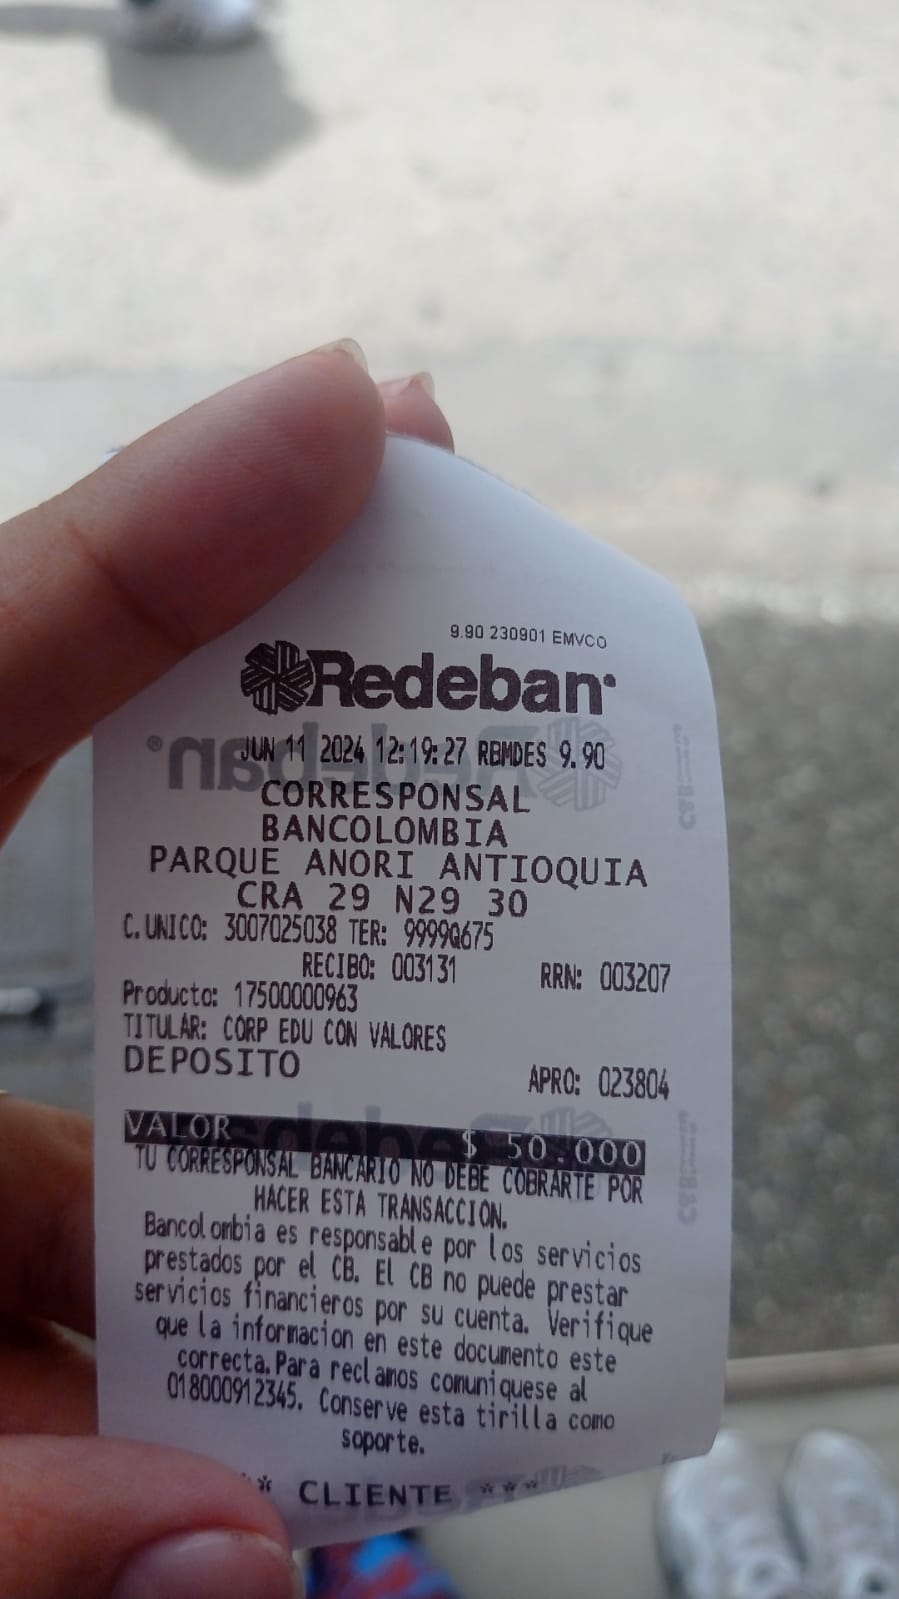 9.90 230901 EMVCO
Redeban
JUN 11 2024 12:19:27 RBMDES 9.90
CORRESPONSAL
BANCOLOMBIA
PARQUE ANORI ANTIOQUIA
CRA 29 N29 30
C.UNICO: 3007025038 TER: 9999Q675
RECIBO: 003131 RRN: 003207
Producto: 17500000963
TITULAR: CORP EDU CON VALORES
DEPOSITO
APRO: 023804
VALOR $ 50.000
TU CORRESPONSAL BANCARIO NO DEBE COBRARTE POR
HACER ESTA TRANSACCION.
Bancolombia es responsable por los servicios
prestados por el CB. El CB no puede prestar
servicios financieros por su cuenta. Verifique
que la informacion en este documento este
correcta.Para reclamos comuniquese al
018000912345. Conserve esta tirilla como
soporte.
** CLIENTE ***